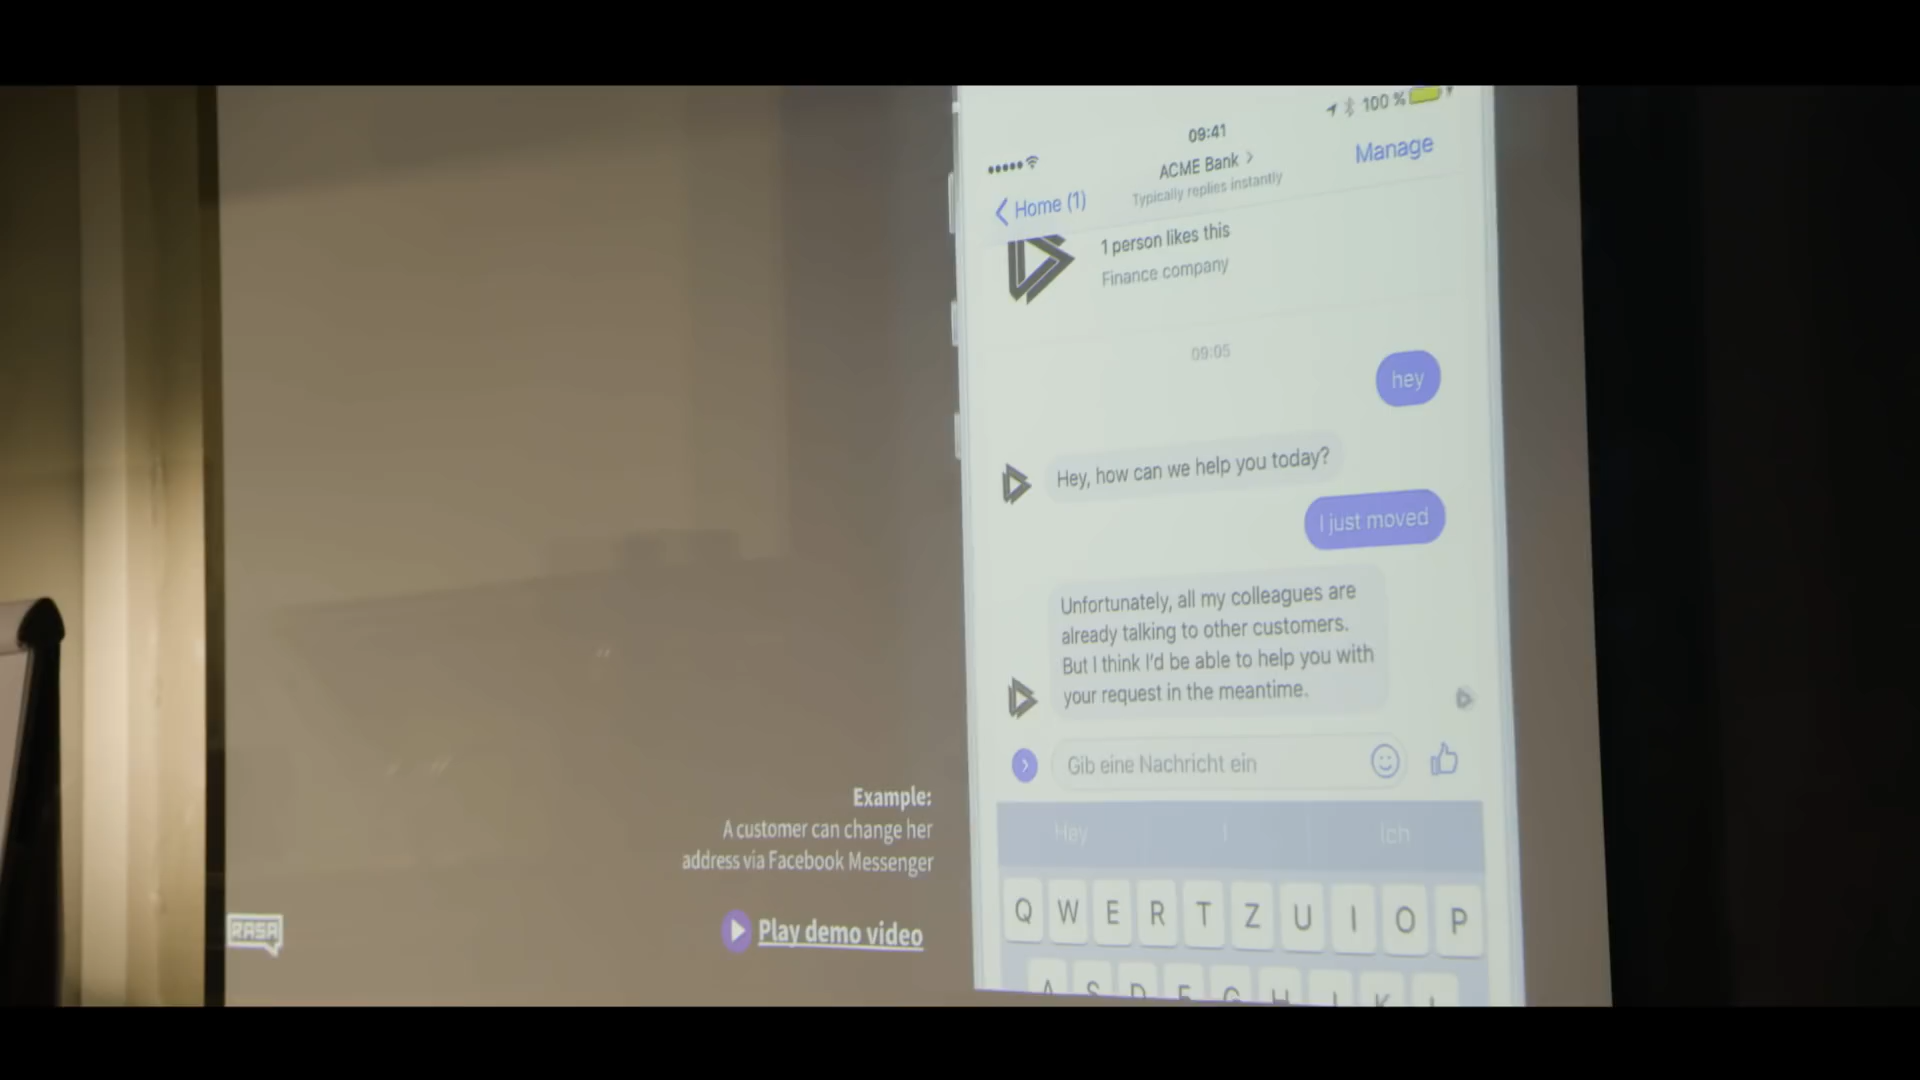 100 %
09:41
ACME Bank
Manage
Typically replies instantly
Home (1)
1 person likes this
Finance company
09:05
hey
Hey, how can we help you today?
I just moved
Unfortunately, all my colleagues are
already talking to other customers.
But I think I'd be able to help you with
your request in the meantime.
Gib eine Nachricht ein
Hey I Ich
Q W E R T Z U I O P
A S D F G H J K L
Example:
A customer can change her
address via Facebook Messenger
Play demo video
RASA